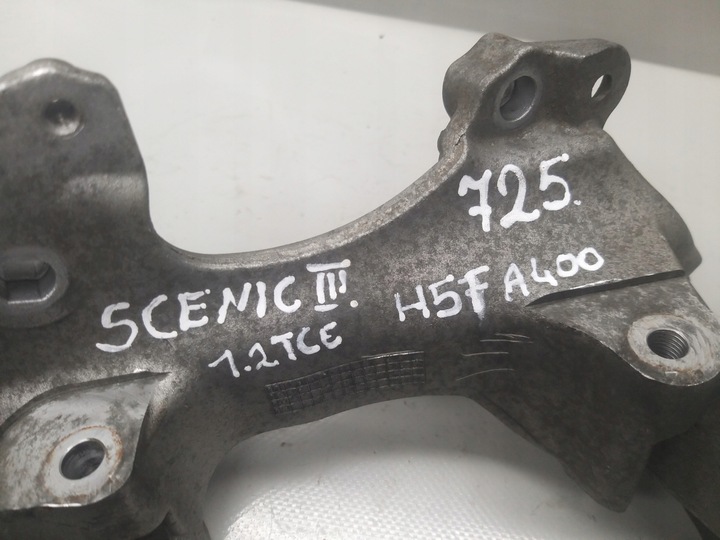 725.
SCENIC III.
H5F A400
1.2TCE